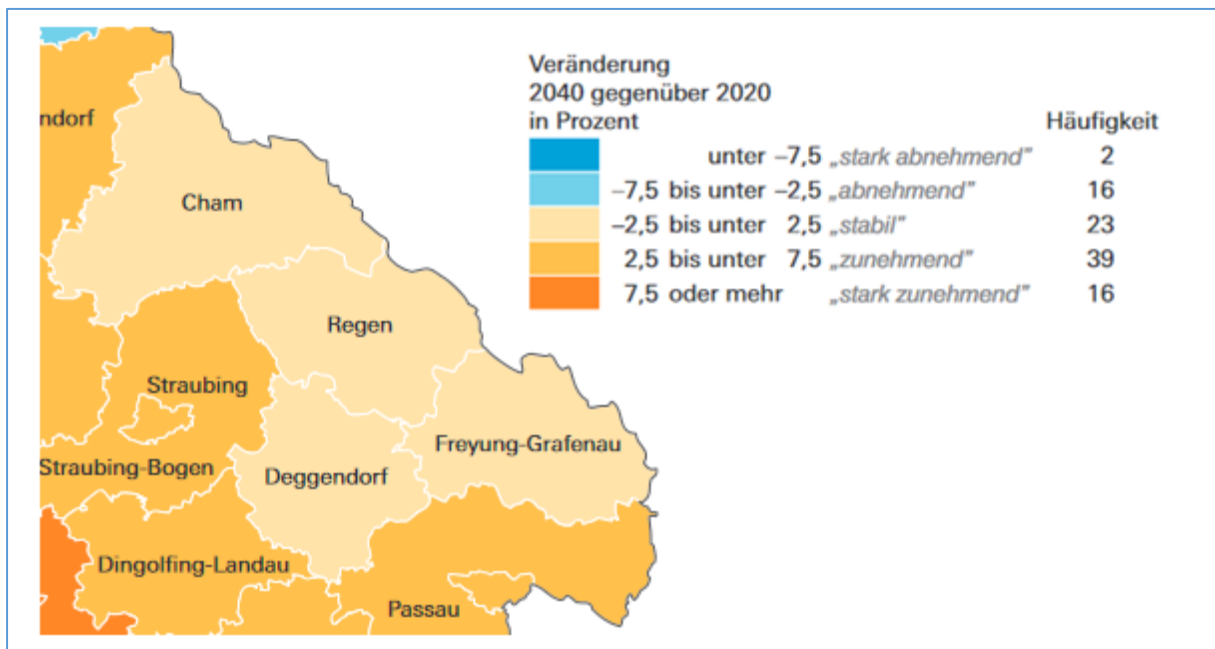 Veränderung
2040 gegenüber 2020
in Prozent Häufigkeit
unter –7,5 „stark abnehmend” 2
–7,5 bis unter –2,5 „abnehmend” 16
–2,5 bis unter 2,5 „stabil” 23
2,5 bis unter 7,5 „zunehmend” 39
7,5 oder mehr „stark zunehmend” 16
ndorf
Cham
Regen
Straubing
Freyung-Grafenau
Straubing-Bogen
Deggendorf
Dingolfing-Landau
Passau